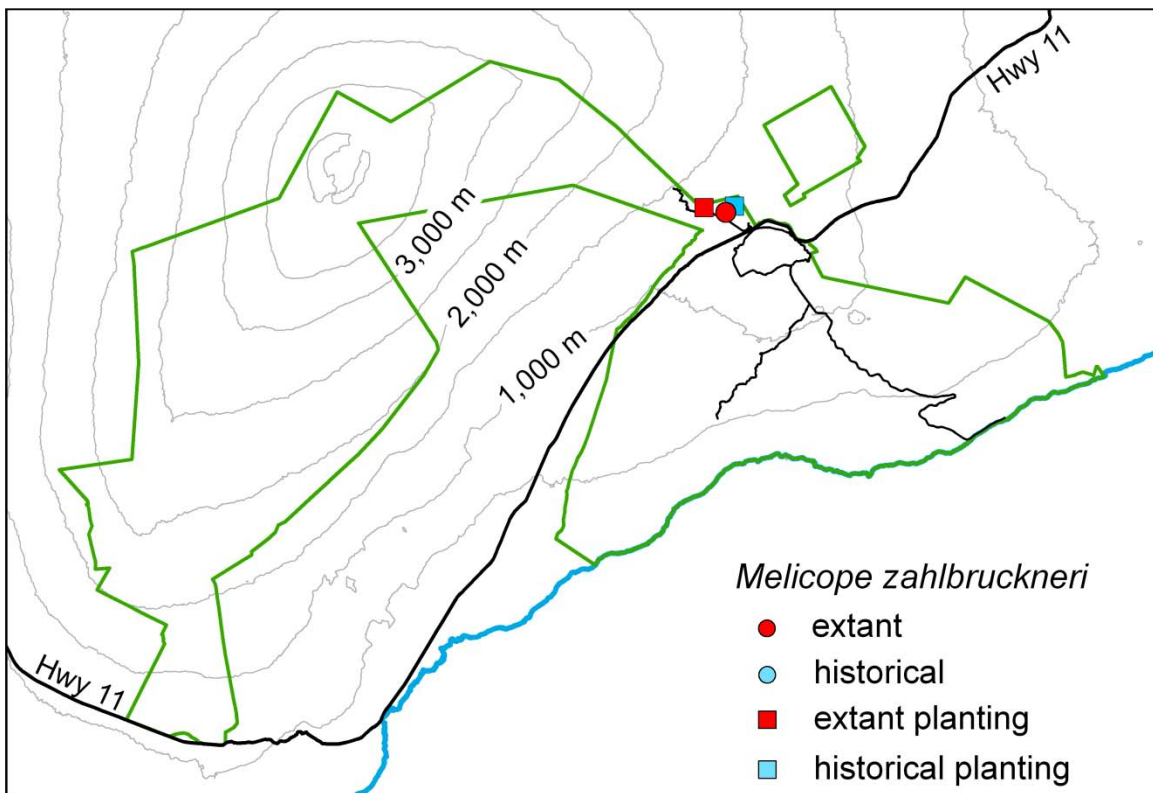 Hwy 11
3,000 m
2,000 m
1,000 m
Hwy 11
Melicope zahlbruckneri
extant
historical
extant planting
historical planting